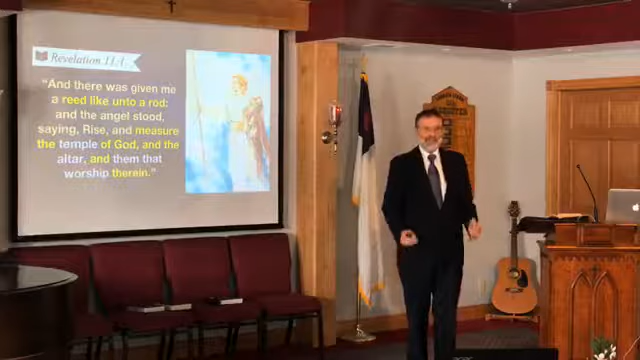 Revelation 11:1
"And there was given me
a reed like unto a rod:
and the angel stood,
saying, Rise, and measure
the temple of God, and the
altar, and them that
worship therein."